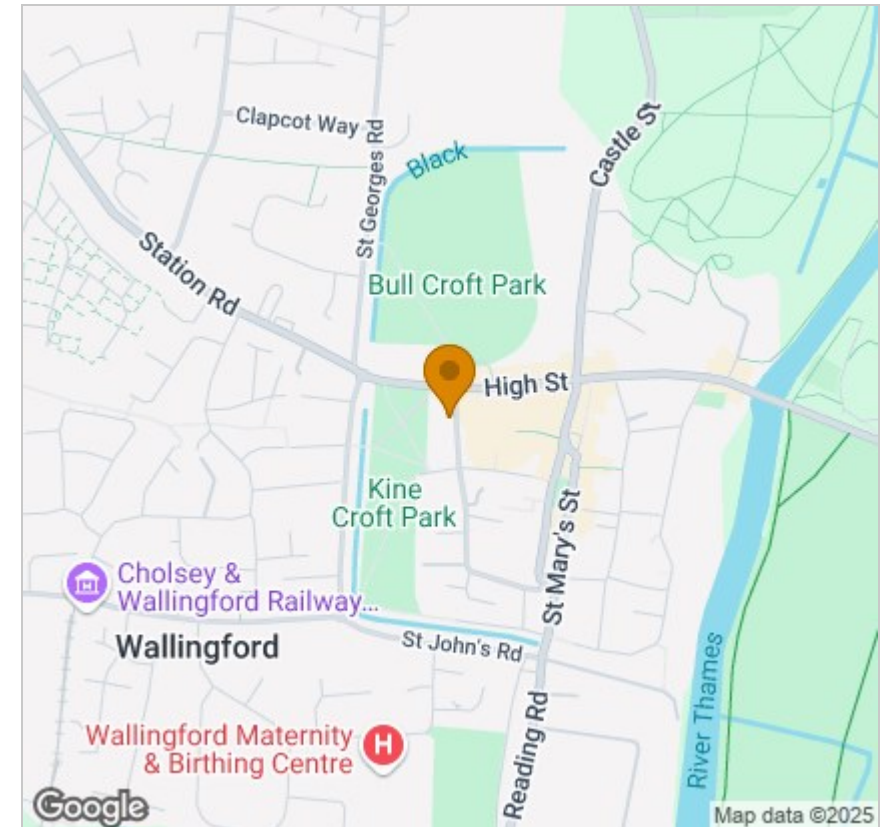 Clapcot Way
St Georges Rd
Black
Castle St
Station Rd
Bull Croft Park
High St
Kine
Croft Park
St Mary's St
Cholsey &
Wallingford Railway...
Wallingford
St John's Rd
River Thames
Wallingford Maternity
& Birthing Centre
H
Reading Rd
Google
Map data ©2025